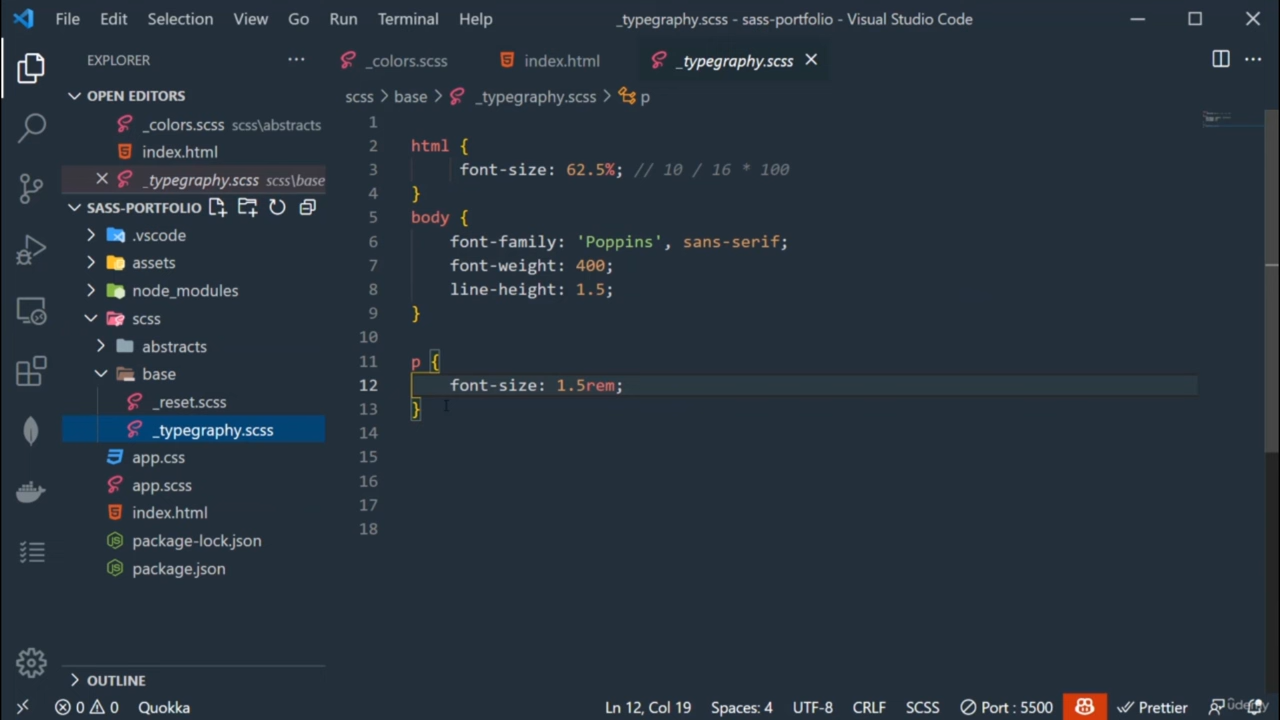 File Edit Selection View Go Run Terminal Help _typegraphy.scss - sass-portfolio - Visual Studio Code
EXPLORER
OPEN EDITORS
_colors.scss scss\abstracts
index.html
_typegraphy.scss scss\base
SASS-PORTFOLIO
.vscode
assets
node_modules
scss
abstracts
base
_reset.scss
_typegraphy.scss
app.css
app.scss
index.html
package-lock.json
package.json
OUTLINE
_colors.scss index.html _typegraphy.scss
scss > base > _typegraphy.scss > p
1
2 html {
3 font-size: 62.5%; // 10 / 16 * 100
4 }
5 body {
6 font-family: 'Poppins', sans-serif;
7 font-weight: 400;
8 line-height: 1.5;
9 }
10
11 p {
12 font-size: 1.5rem;
13 }
14
15
16
17
18
0 0 Quokka Ln 12, Col 19 Spaces: 4 UTF-8 CRLF SCSS Port : 5500 Prettier
udemy